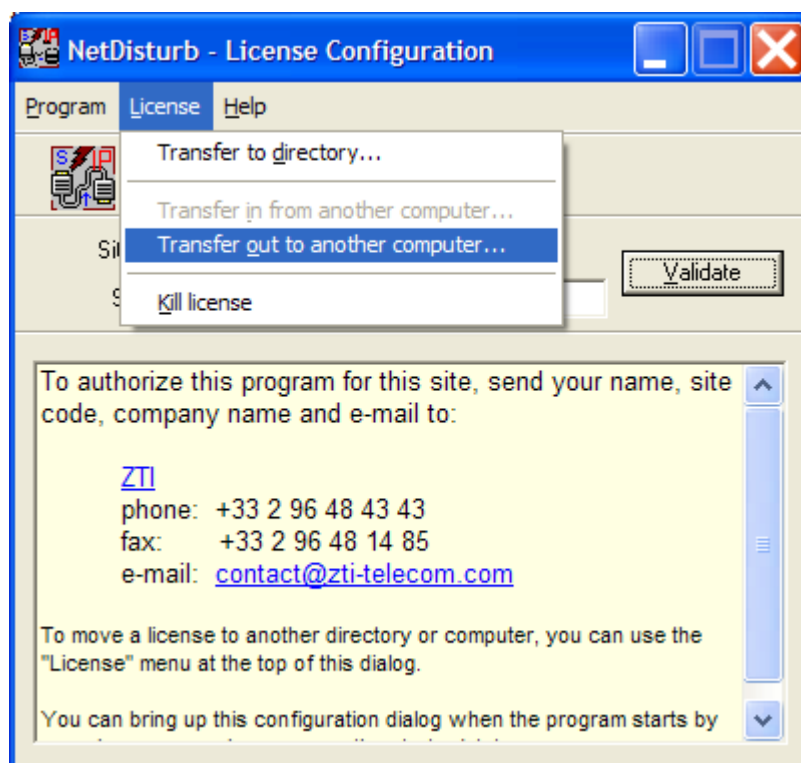 NetDisturb - License Configuration
Program License Help
Transfer to directory...
Transfer in from another computer...
Transfer out to another computer...
Kill license
Validate
To authorize this program for this site, send your name, site
code, company name and e-mail to:
ZTI
phone: +33 2 96 48 43 43
fax: +33 2 96 48 14 85
e-mail: contact@zti-telecom.com
To move a license to another directory or computer, you can use the
"License" menu at the top of this dialog.
You can bring up this configuration dialog when the program starts by